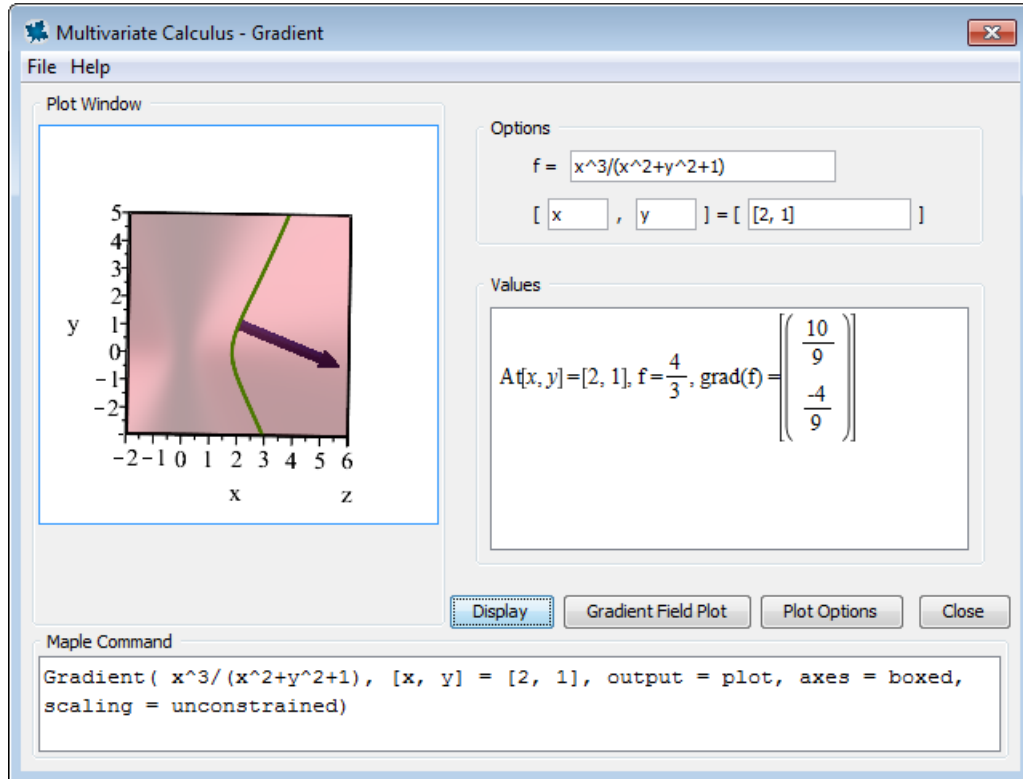 Multivariate Calculus - Gradient
File Help
Plot Window
5
4
3
2
1
0
-1
-2
y
-2 -1 0 1 2 3 4 5 6
x z
Options
f = x^3/(x^2+y^2+1)
[ x , y ] = [ [2, 1] ]
Values
At[x, y]=[2, 1], f=4/3, grad(f)=[(10/9 -4/9)]
Display Gradient Field Plot Plot Options Close
Maple Command
Gradient( x^3/(x^2+y^2+1), [x, y] = [2, 1], output = plot, axes = boxed,
scaling = unconstrained)